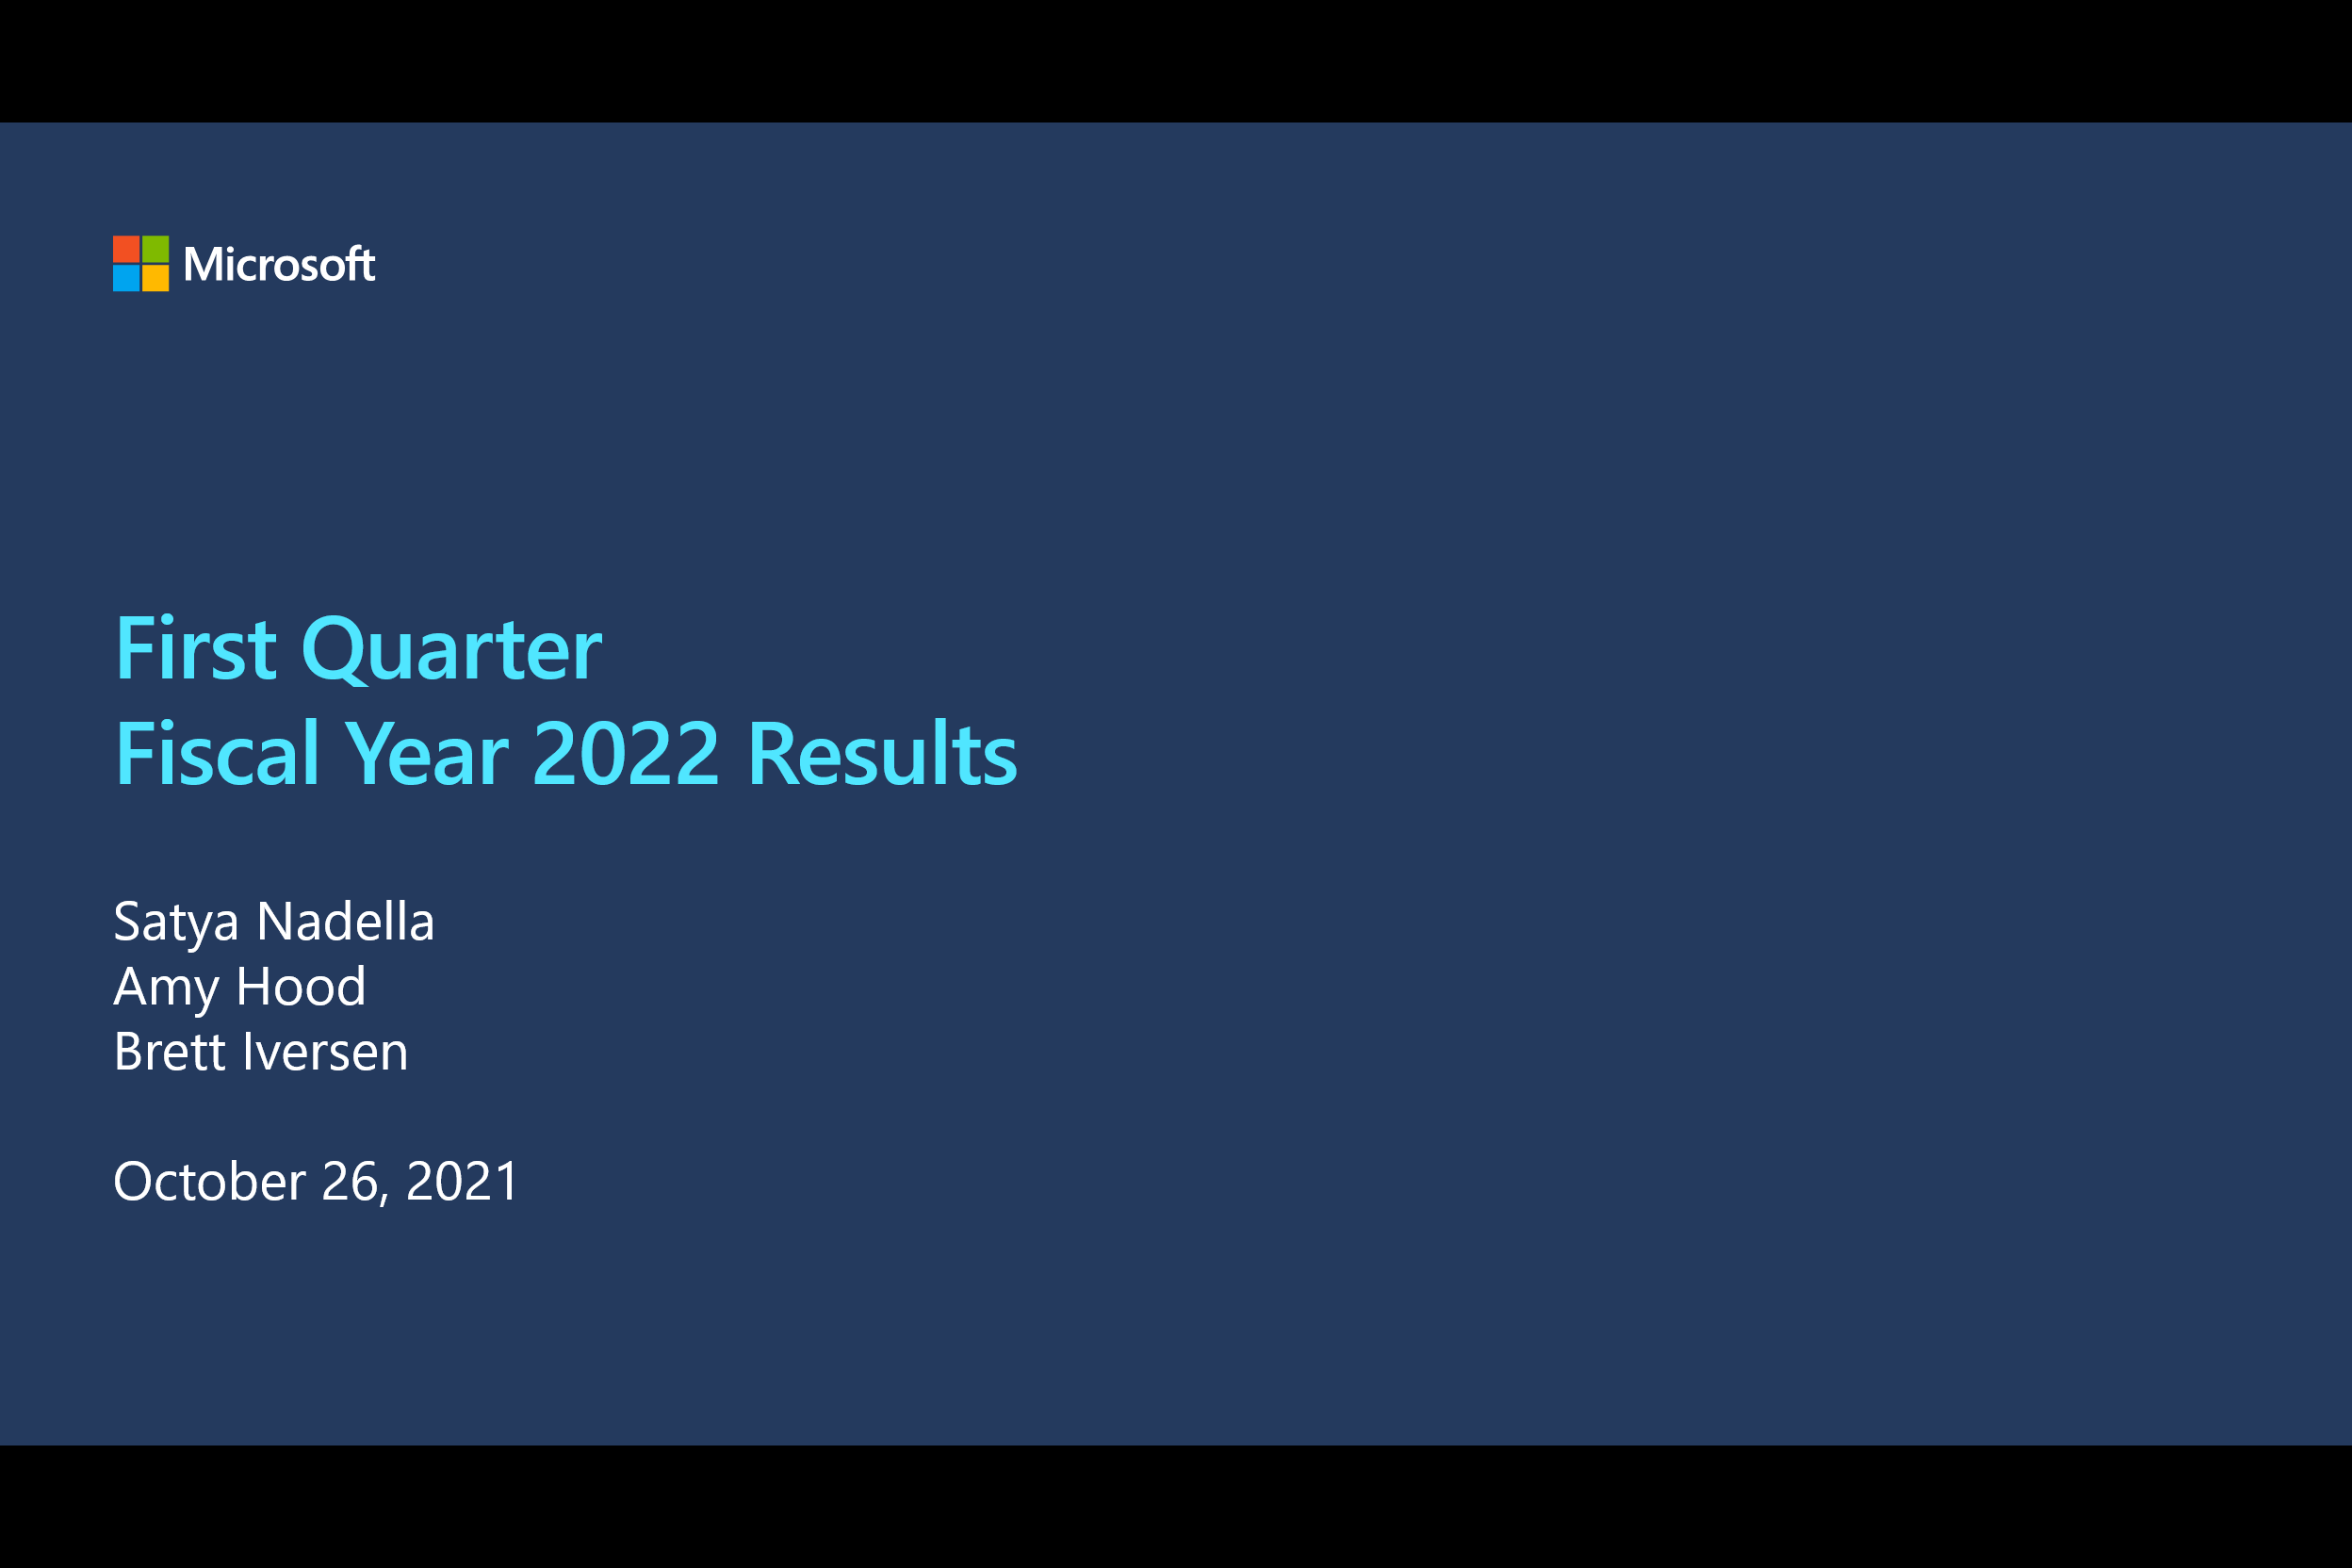 Microsoft
First Quarter
Fiscal Year 2022 Results
Satya Nadella
Amy Hood
Brett Iversen
October 26, 2021